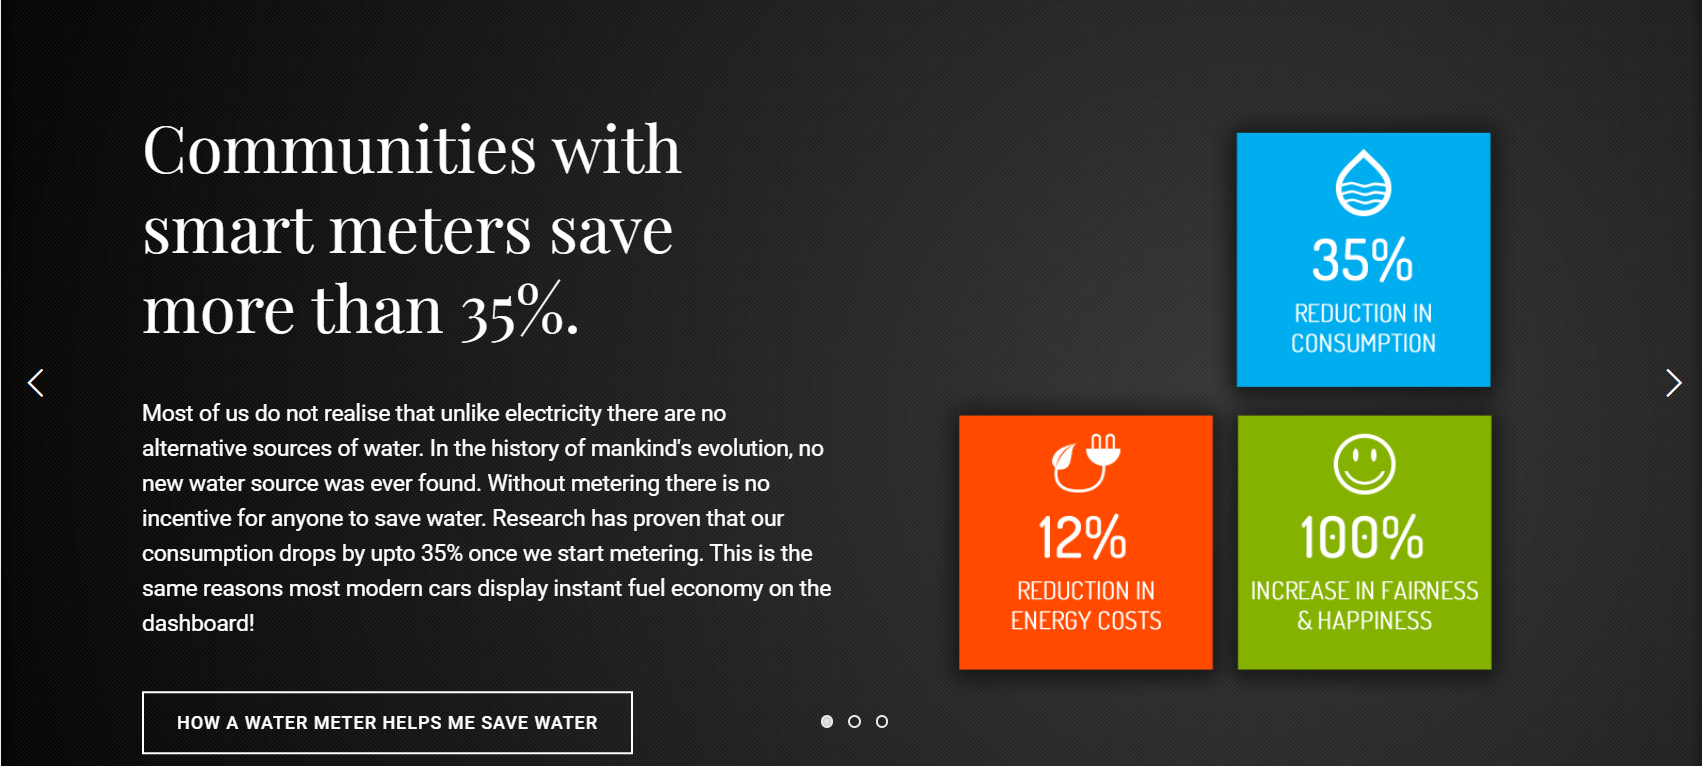 Communities with
smart meters save
more than 35%.
Most of us do not realise that unlike electricity there are no
alternative sources of water. In the history of mankind's evolution, no
new water source was ever found. Without metering there is no
incentive for anyone to save water. Research has proven that our
consumption drops by upto 35% once we start metering. This is the
same reasons most modern cars display instant fuel economy on the
dashboard!
HOW A WATER METER HELPS ME SAVE WATER
35%
REDUCTION IN
CONSUMPTION
12%
REDUCTION IN
ENERGY COSTS
100%
INCREASE IN FAIRNESS
& HAPPINESS